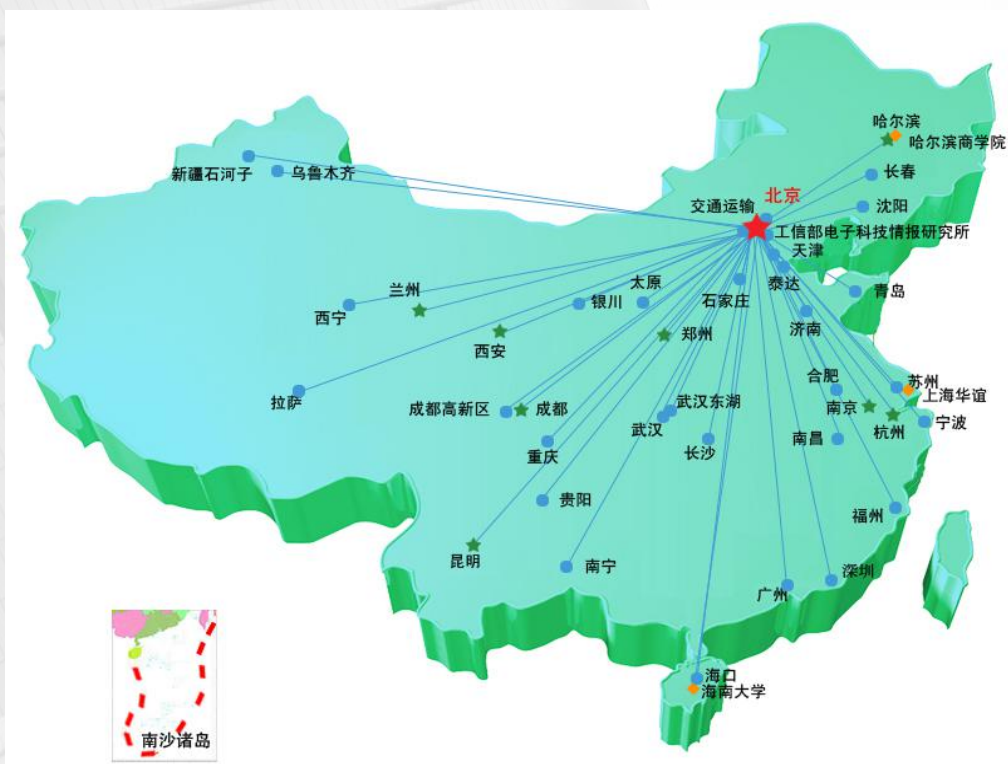 哈尔滨
哈尔滨商学院
新疆石河子
乌鲁木齐
长春
北京
交通运输
沈阳
工信部电子科技情报研究所
天津
兰州
太原
泰达
西宁
银川
石家庄
青岛
济南
郑州
西安
合肥
苏州
上海华谊
拉萨
成都高新区
成都
武汉东湖
南京
武汉
杭州
宁波
重庆
长沙
南昌
贵阳
福州
昆明
南宁
深圳
广州
海口
海南大学
南沙诸岛